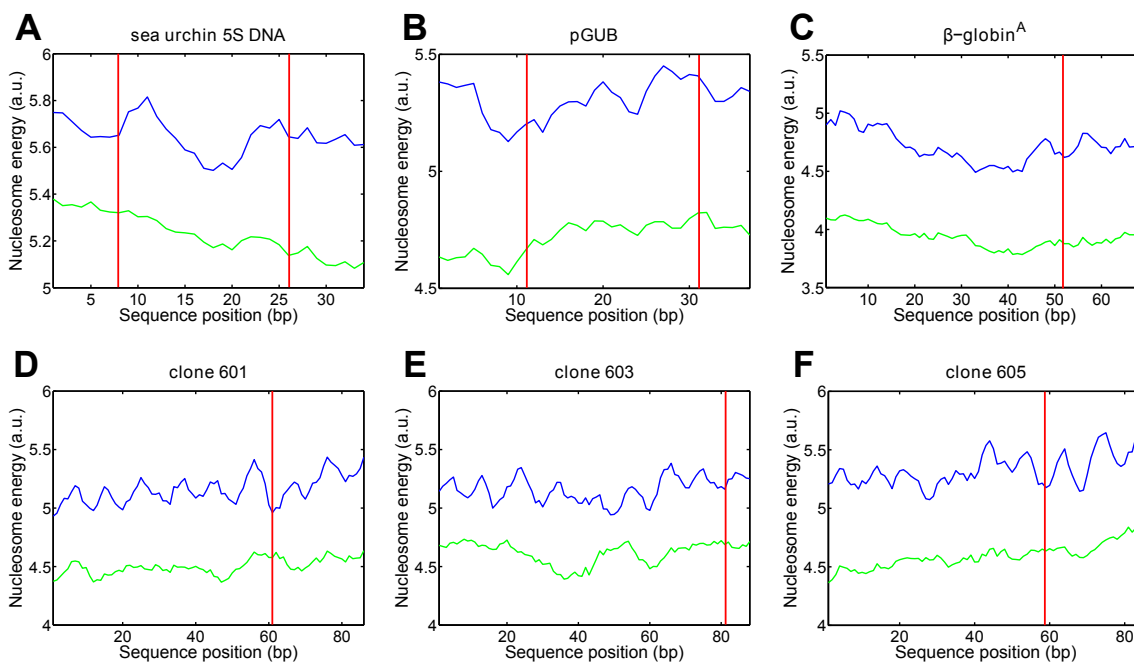 A
sea urchin 5S DNA
Nucleosome energy (a.u.)
6
5.8
5.6
5.4
5.2
5
5 10 15 20 25 30
Sequence position (bp)
B
pGUB
Nucleosome energy (a.u.)
5.5
5
4.5
10 20 30
Sequence position (bp)
C
β−globinA
Nucleosome energy (a.u.)
5.5
5
4.5
4
3.5
10 20 30 40 50 60
Sequence position (bp)
D
clone 601
Nucleosome energy (a.u.)
6
5.5
5
4.5
4
20 40 60 80
Sequence position (bp)
E
clone 603
Nucleosome energy (a.u.)
6
5.5
5
4.5
4
20 40 60 80
Sequence position (bp)
F
clone 605
Nucleosome energy (a.u.)
6
5.5
5
4.5
4
20 40 60 80
Sequence position (bp)